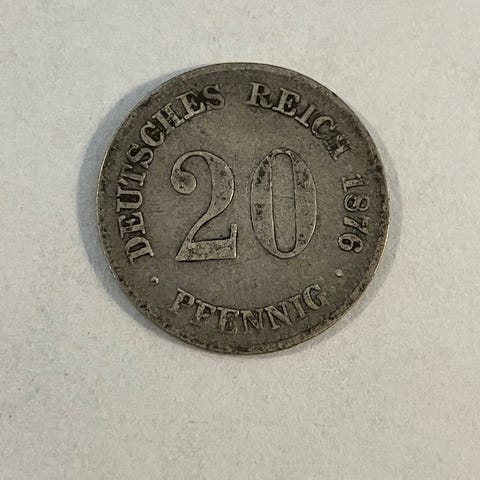 DEUTSCHES REICH 1876
20
· PFENNIG ·